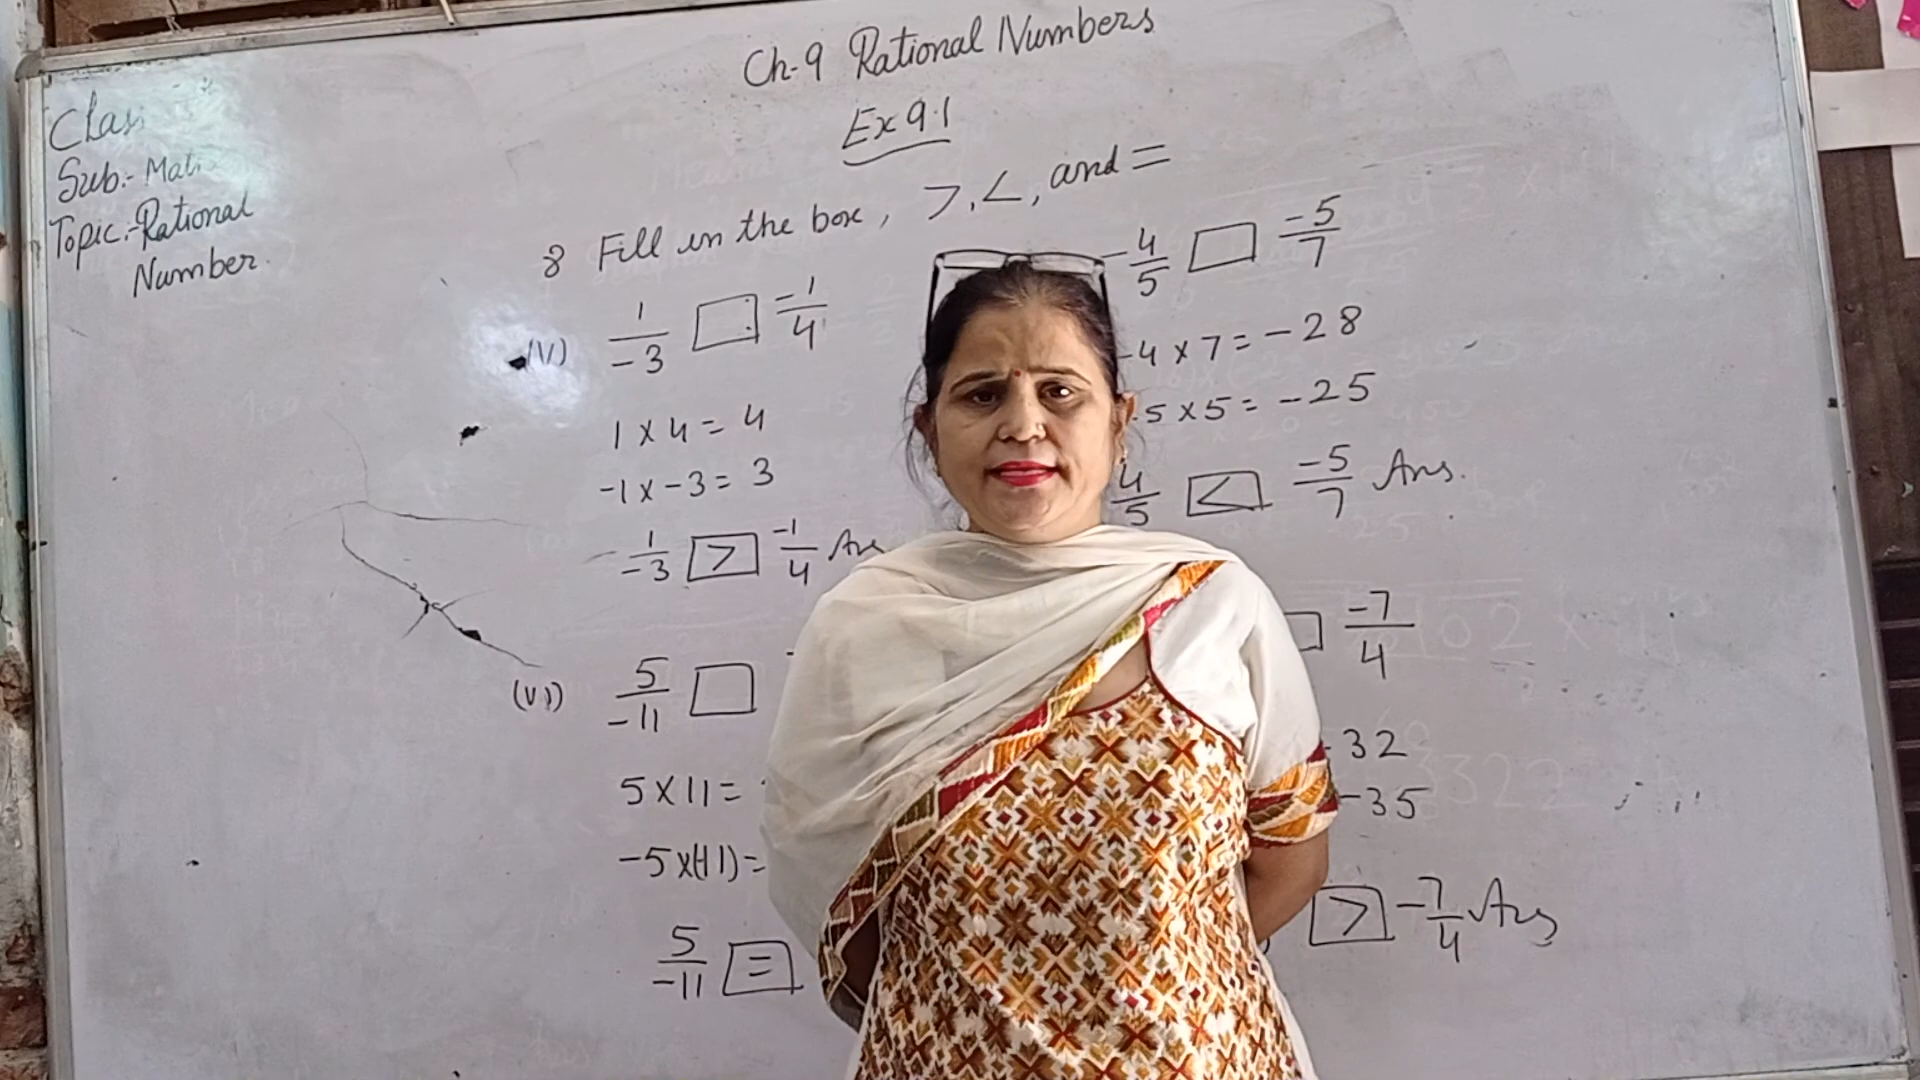 Ch-9 Rational Numbers
Ex 9.1
Sub:- Mat
Topic:- Rational
Number.
8 Fill in the box, >, <, and =
(V) 1/-3 □ -1/4
1 x 4 = 4
-1 x -3 = 3
1/-3 > -1/4 Ans
(VI) 5/-11 □
5 x 11 =
-5 x (-11) =
5/-11 =
-4/5 □ -5/7
-4 x 7 = -28
-5 x 5 = -25
4/5 < -5/7 Ans.
□ -7/4
-32
-35
> -7/4 Ans